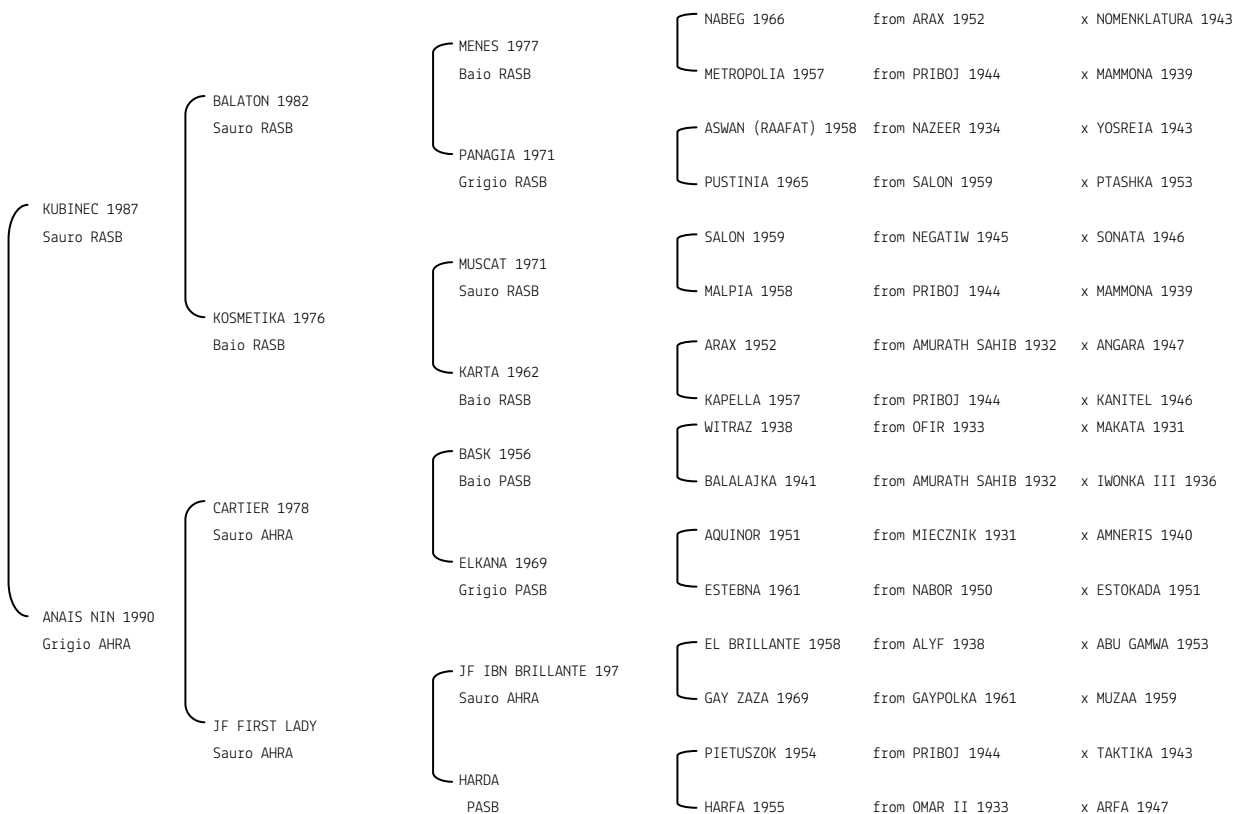 NABEG 1966 from ARAX 1952 x NOMENKLATURA 1943
MENES 1977
Baio RASB METROPOLIA 1957 from PRIBOJ 1944 x MAMMONA 1939
BALATON 1982
Sauro RASB ASWAN (RAAFAT) 1958 from NAZEER 1934 x YOSREIA 1943
PANAGIA 1971
Grigio RASB PUSTINIA 1965 from SALON 1959 x PTASHKA 1953
KUBINEC 1987
Sauro RASB SALON 1959 from NEGATIW 1945 x SONATA 1946
MUSCAT 1971
Sauro RASB MALPIA 1958 from PRIBOJ 1944 x MAMMONA 1939
KOSMETIKA 1976
Baio RASB ARAX 1952 from AMURATH SAHIB 1932 x ANGARA 1947
KARTA 1962
Baio RASB KAPELLA 1957 from PRIBOJ 1944 x KANITEL 1946
WITRAZ 1938 from OFIR 1933 x MAKATA 1931
BASK 1956
Baio PASB BALALAJKA 1941 from AMURATH SAHIB 1932 x IWONKA III 1936
CARTIER 1978
Sauro AHRA AQUINOR 1951 from MIECZNIK 1931 x AMNERIS 1940
ELKANA 1969
Grigio PASB ESTEBNA 1961 from NABOR 1950 x ESTOKADA 1951
ANAIS NIN 1990
Grigio AHRA EL BRILLANTE 1958 from ALYF 1938 x ABU GAMWA 1953
JF IBN BRILLANTE 197
Sauro AHRA GAY ZAZA 1969 from GAYPOLKA 1961 x MUZAA 1959
JF FIRST LADY
Sauro AHRA PIETUSZOK 1954 from PRIBOJ 1944 x TAKTIKA 1943
HARDA
PASB HARFA 1955 from OMAR II 1933 x ARFA 1947